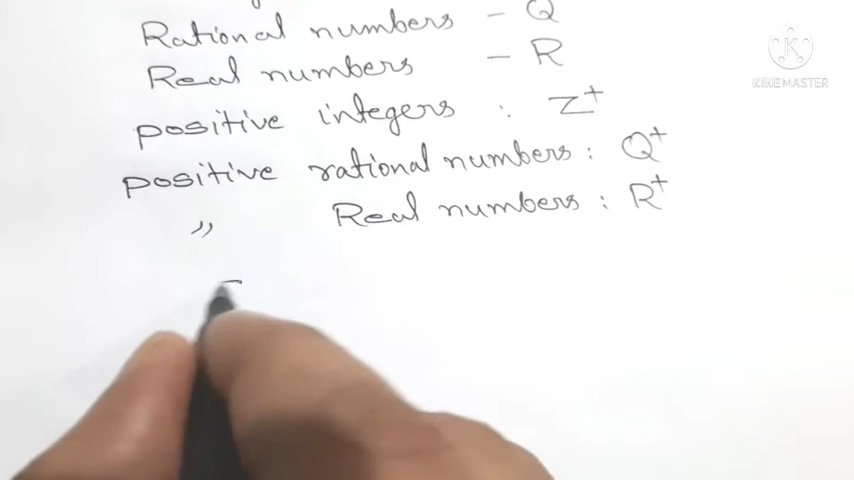 Rational numbers - Q
Real numbers - R
positive integers : Z+
positive rational numbers : Q+
" Real numbers : R+
K
KINEMASTER